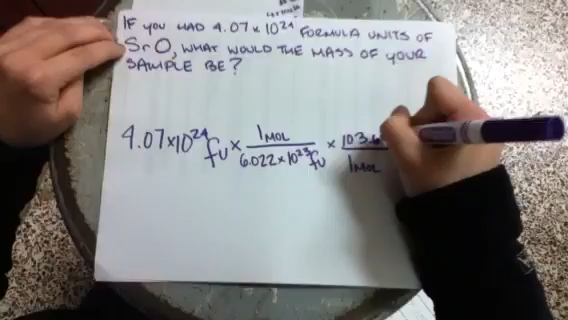 IF YOU HAD 4.07 x 10²⁴ FORMULA UNITS OF
SrO, WHAT WOULD THE MASS OF YOUR
SAMPLE BE?
4.07x10²⁴ fu x 1 MOL / 6.022x10²³ fu x 103.6 / 1 MOL